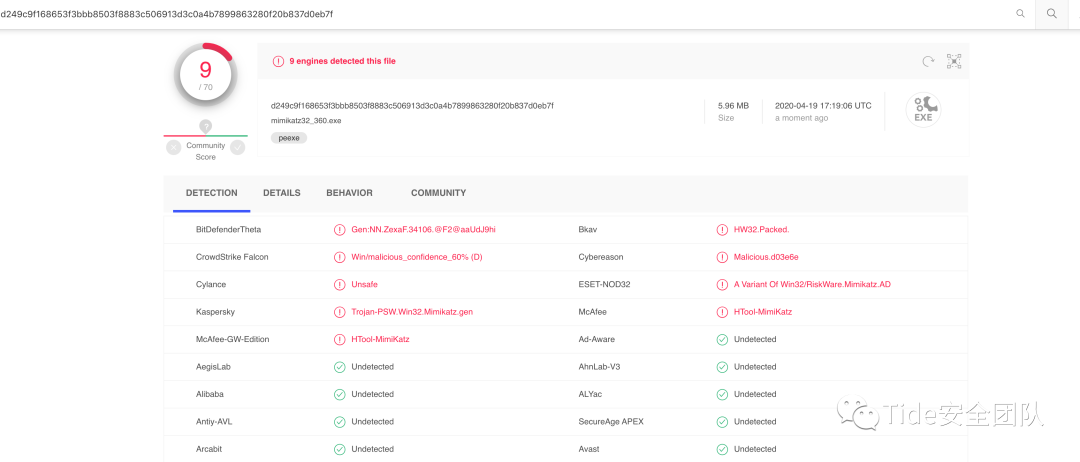 d249c9f168653f3bbb8503f8883c506913d3c0a4b7899863280f20b837d0eb7f
9
/ 70
9 engines detected this file
d249c9f168653f3bbb8503f8883c506913d3c0a4b7899863280f20b837d0eb7f
mimikatz32_360.exe
peexe
5.96 MB
Size
2020-04-19 17:19:06 UTC
a moment ago
EXE
?
Community
Score
DETECTION DETAILS BEHAVIOR COMMUNITY
BitDefenderTheta Gen:NN.ZexaF.34106.@F2@aaUdJ9hi Bkav HW32.Packed.
CrowdStrike Falcon Win/malicious_confidence_60% (D) Cybereason Malicious.d03e6e
Cylance Unsafe ESET-NOD32 A Variant Of Win32/RiskWare.Mimikatz.AD
Kaspersky Trojan-PSW.Win32.Mimikatz.gen McAfee HTool-MimiKatz
McAfee-GW-Edition HTool-MimiKatz Ad-Aware Undetected
AegisLab Undetected AhnLab-V3 Undetected
Alibaba Undetected ALYac Undetected
Antiy-AVL Undetected SecureAge APEX Undetected
Arcabit Undetected Avast Undetected
Tide安全团队